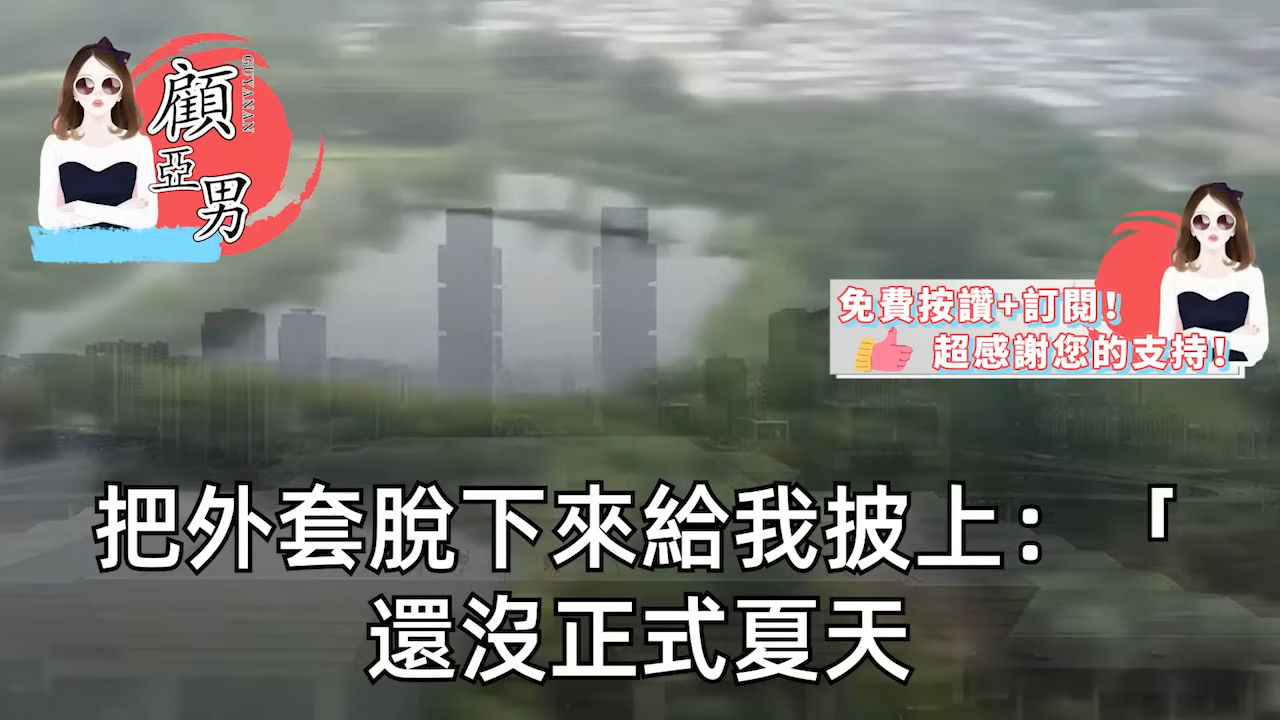 顧亞男
GUYANAN
免費按讚+訂閱！
超感謝您的支持！
把外套脫下來給我披上：「
還沒正式夏天